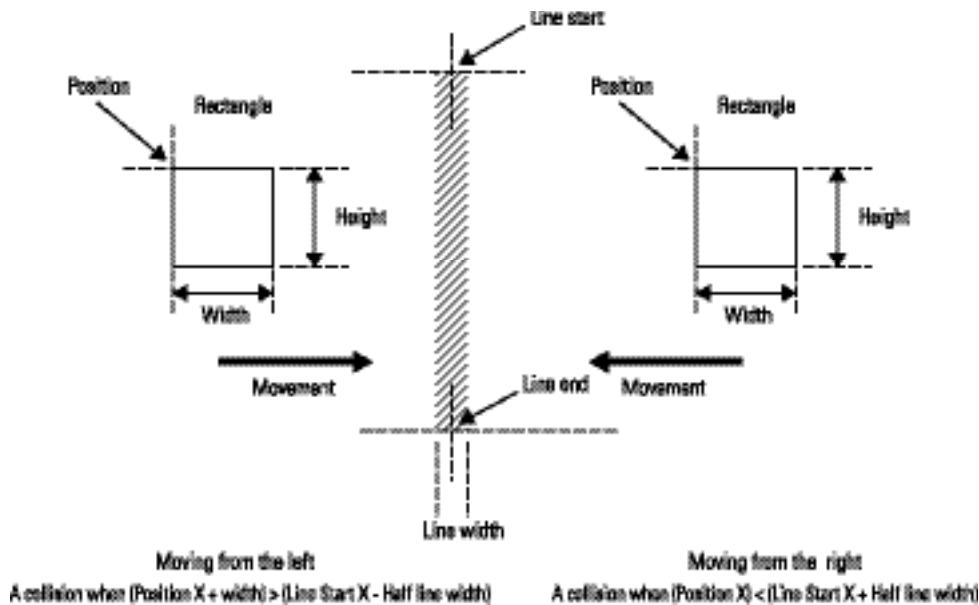 Line start
Position
Rectangle
Position
Rectangle
Height
Height
Width
Width
Movement
Line end
Movement
Line width
Moving from the left
A collision when (Position X + width) > (Line Start X - Half line width)
Moving from the right
A collision when (Position X) < (Line Start X + Half line width)